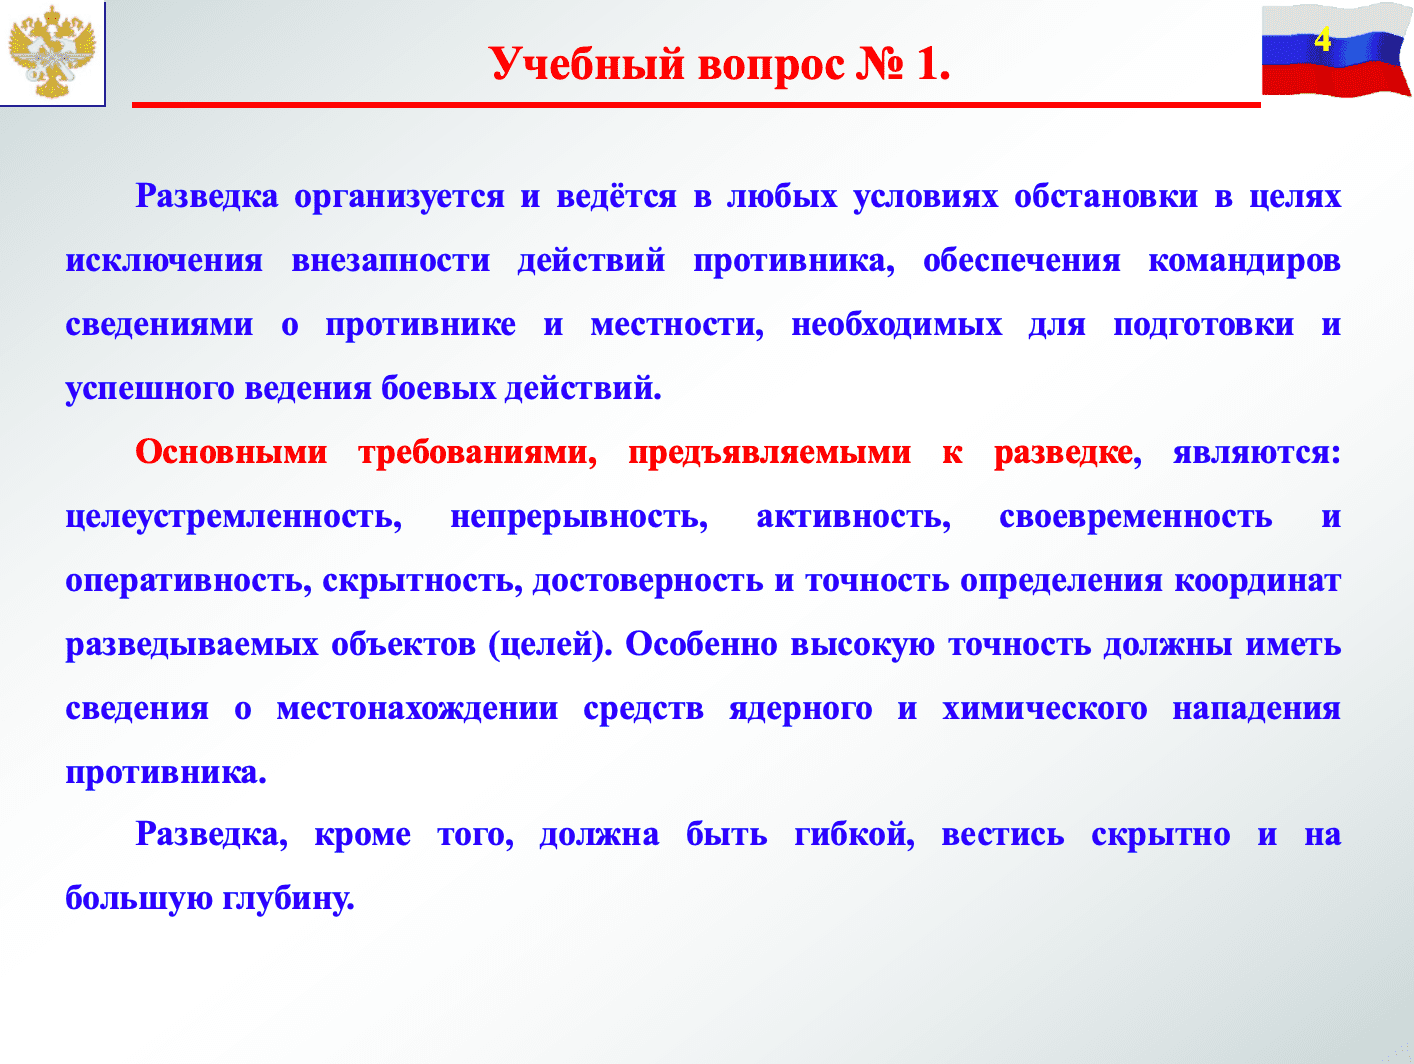 4
Учебный вопрос № 1.
Разведка организуется и ведётся в любых условиях обстановки в целях
исключения внезапности действий противника, обеспечения командиров
сведениями о противнике и местности, необходимых для подготовки и
успешного ведения боевых действий.
Основными требованиями, предъявляемыми к разведке, являются:
целеустремленность, непрерывность, активность, своевременность и
оперативность, скрытность, достоверность и точность определения координат
разведываемых объектов (целей). Особенно высокую точность должны иметь
сведения о местонахождении средств ядерного и химического нападения
противника.
Разведка, кроме того, должна быть гибкой, вестись скрытно и на
большую глубину.